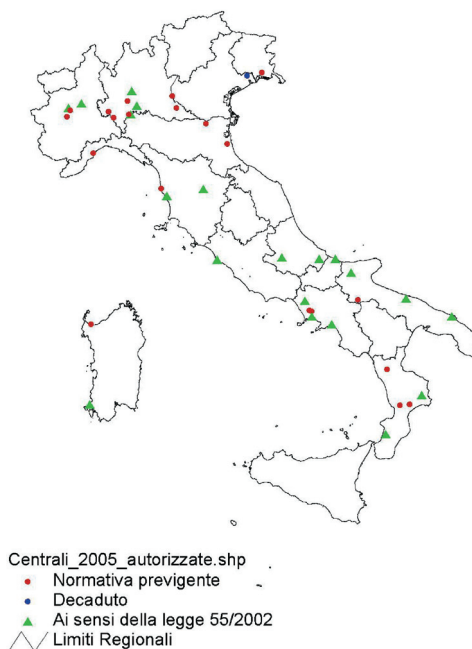 Centrali_2005_autorizzate.shp
Normativa previgente
Decaduto
Ai sensi della legge 55/2002
Limiti Regionali